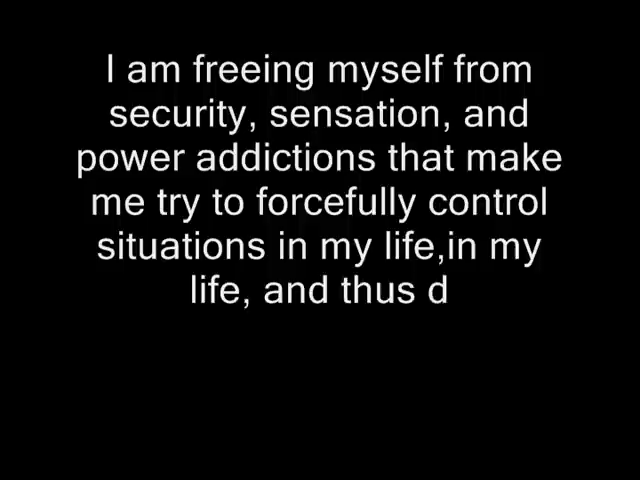 I am freeing myself from
security, sensation, and
power addictions that make
me try to forcefully control
situations in my life,in my
life, and thus d